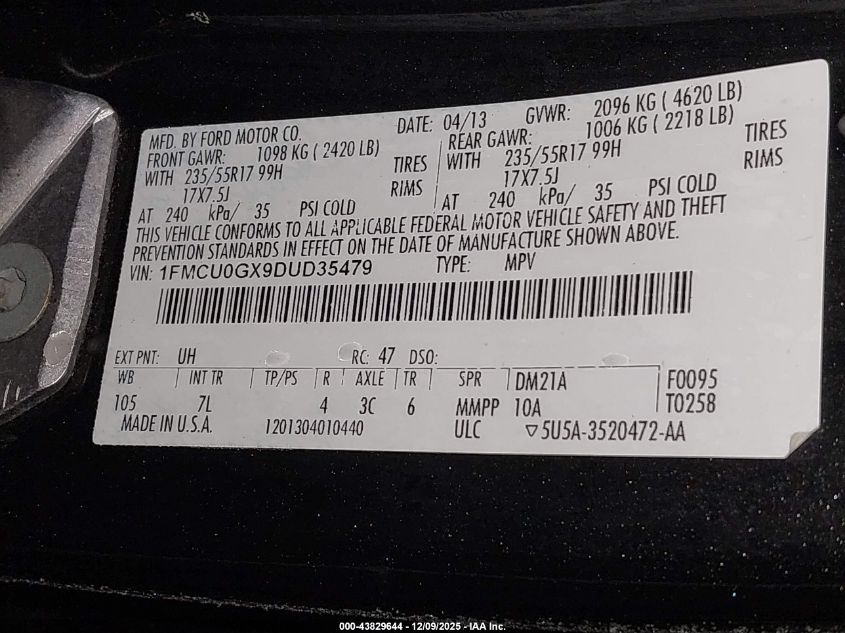 MFD. BY FORD MOTOR CO. DATE: 04/13 GVWR: 2096 KG ( 4620 LB)
FRONT GAWR: 1098 KG ( 2420 LB) REAR GAWR: 1006 KG ( 2218 LB)
WITH 235/55R17 99H TIRES WITH 235/55R17 99H TIRES
17X7.5J RIMS 17X7.5J RIMS
AT 240 kPa/ 35 PSI COLD AT 240 kPa/ 35 PSI COLD
THIS VEHICLE CONFORMS TO ALL APPLICABLE FEDERAL MOTOR VEHICLE SAFETY AND THEFT
PREVENTION STANDARDS IN EFFECT ON THE DATE OF MANUFACTURE SHOWN ABOVE.
VIN: 1FMCU0GX9DUD35479 TYPE: MPV
EXT PNT: UH RC: 47 DSO:
WB INT TR TP/PS R AXLE TR SPR DM21A F0095
105 7L 4 3C 6 MMPP 10A T0258
MADE IN U.S.A. 1201304010440 ULC ▽5U5A-3520472-AA
000-43829644 - 12/09/2025 - IAA Inc.